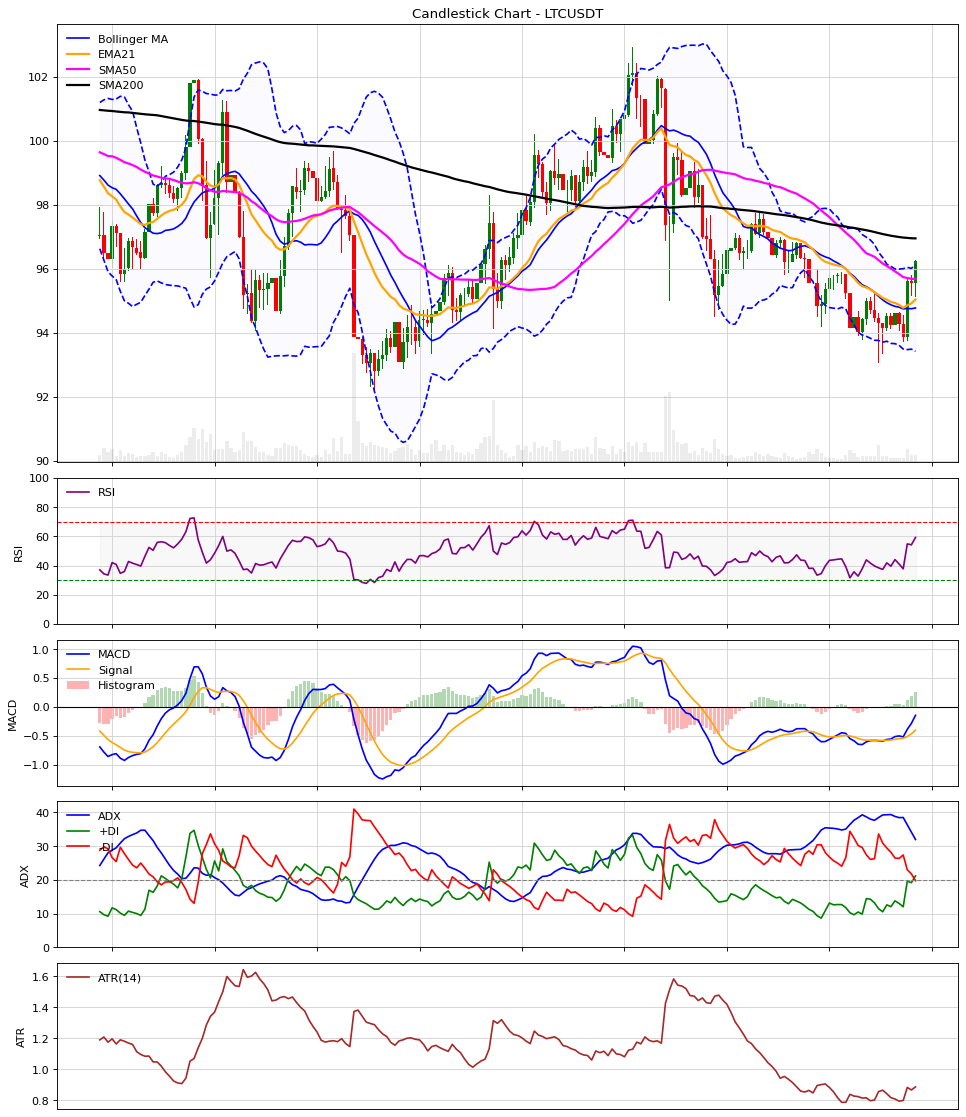 Candlestick Chart - LTCUSDT
Bollinger MA
EMA21
SMA50
SMA200
102
100
98
96
94
92
90
RSI
RSI
100
80
60
40
20
0
MACD
MACD
Signal
Histogram
1.0
0.5
0.0
−0.5
−1.0
ADX
ADX
+DI
-DI
40
30
20
10
0
ATR
ATR(14)
1.6
1.4
1.2
1.0
0.8